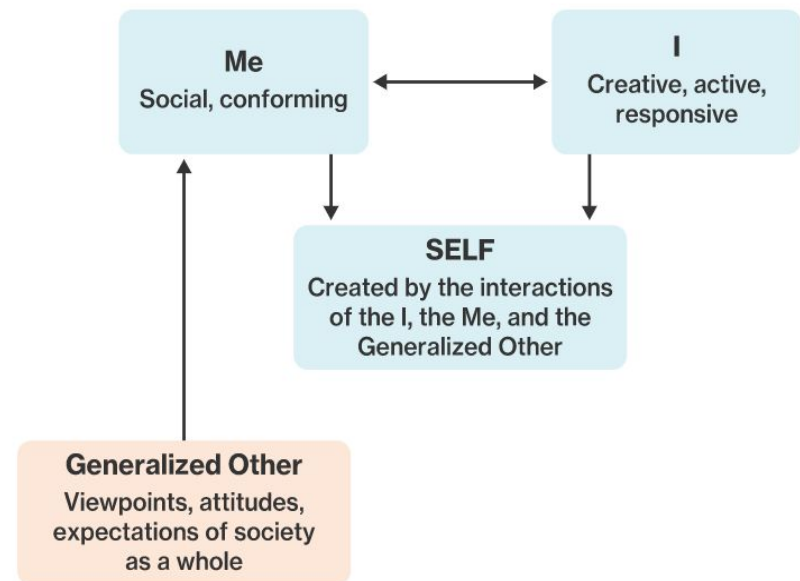 Me
Social, conforming
I
Creative, active,
responsive
SELF
Created by the interactions
of the I, the Me, and the
Generalized Other
Generalized Other
Viewpoints, attitudes,
expectations of society
as a whole